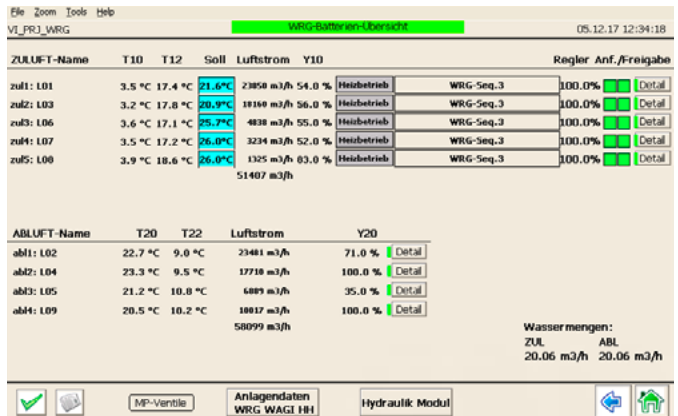 File Zoom Tools Help
VI_PRJ_WRG WRG-Batterien-Übersicht 05.12.17 12:34:18
ZULUFT-Name T10 T12 Soll Luftstrom Y10 Regler Anf./Freigabe
zul1: L01 3.5 °C 17.4 °C 21.6°C 23850 m3/h 54.0 % Heizbetrieb WRG-Seq.3 100.0% Detail
zul2: L03 3.2 °C 17.8 °C 20.9°C 18160 m3/h 56.0 % Heizbetrieb WRG-Seq.3 100.0% Detail
zul3: L06 3.6 °C 17.1 °C 25.7°C 4838 m3/h 55.0 % Heizbetrieb WRG-Seq.3 100.0% Detail
zul4: L07 3.5 °C 17.2 °C 26.0°C 3234 m3/h 52.0 % Heizbetrieb WRG-Seq.3 100.0% Detail
zul5: L08 3.9 °C 18.6 °C 26.0°C 1325 m3/h 83.0 % Heizbetrieb WRG-Seq.3 100.0% Detail
51407 m3/h
ABLUFT-Name T20 T22 Luftstrom Y20
abl1: L02 22.7 °C 9.0 °C 23481 m3/h 71.0 % Detail
abl2: L04 23.3 °C 9.5 °C 17710 m3/h 100.0 % Detail
abl3: L05 21.2 °C 10.8 °C 6889 m3/h 35.0 % Detail
abl4: L09 20.5 °C 10.2 °C 10017 m3/h 100.0 % Detail
58099 m3/h
Wassermengen:
ZUL ABL
20.06 m3/h 20.06 m3/h
MP-Ventile
Anlagendaten
WRG WAGI HH
Hydraulik Modul